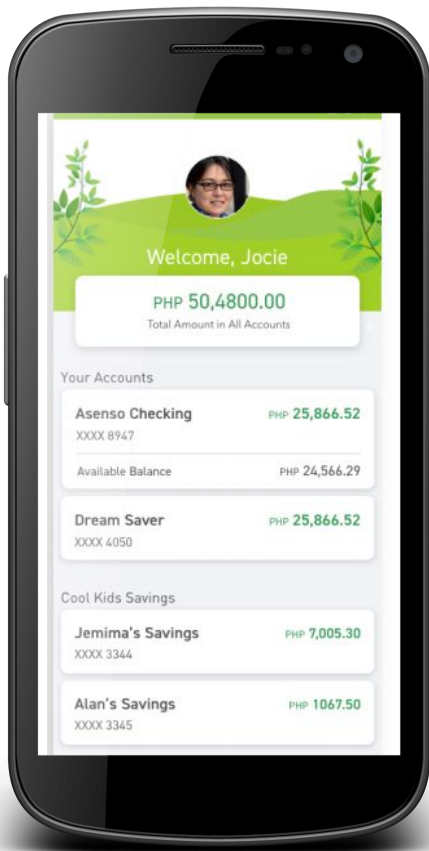 Welcome, Jocie
PHP 50,4800.00
Total Amount in All Accounts
Your Accounts
Asenso Checking PHP 25,866.52
XXXX 8947
Available Balance PHP 24,566.29
Dream Saver PHP 25,866.52
XXXX 4050
Cool Kids Savings
Jemima's Savings PHP 7,005.30
XXXX 3344
Alan's Savings PHP 1067.50
XXXX 3345